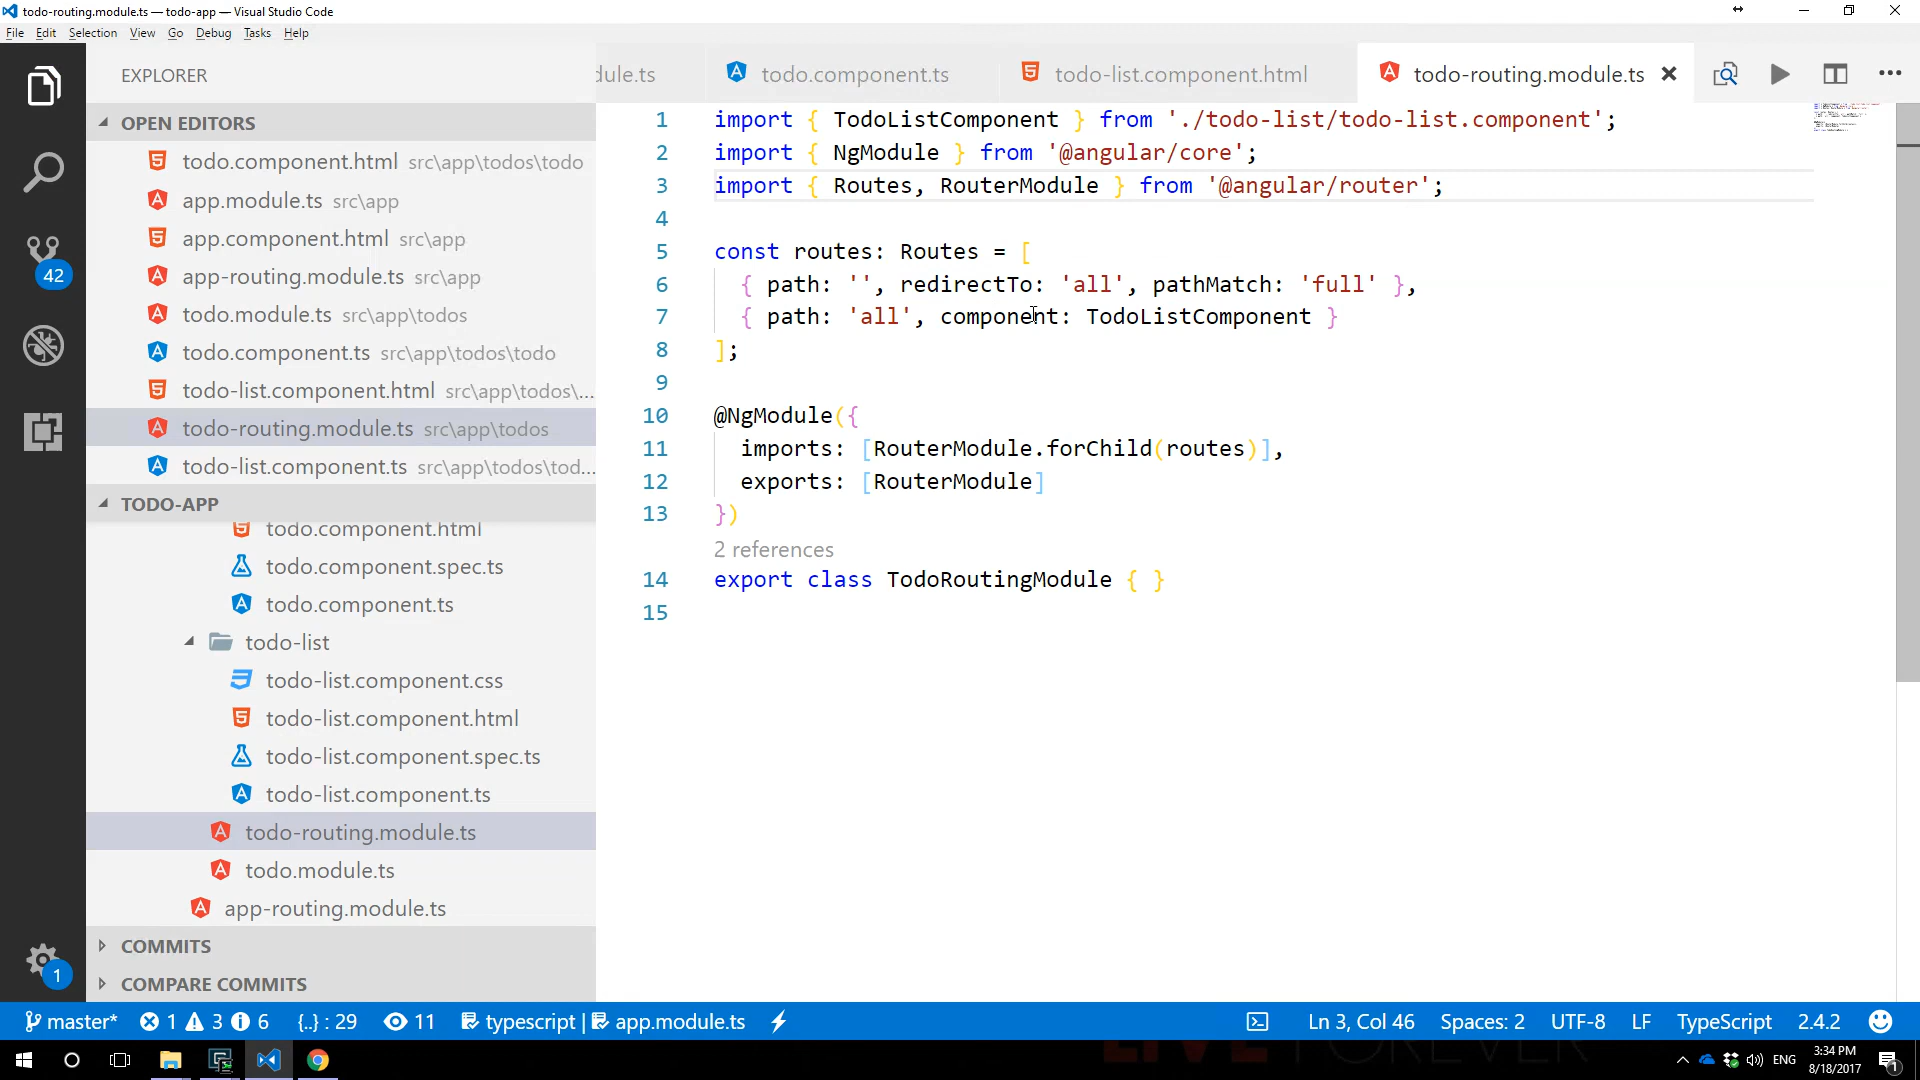 todo-routing.module.ts — todo-app — Visual Studio Code
File Edit Selection View Go Debug Tasks Help
EXPLORER
OPEN EDITORS
todo.component.html src\app\todos\todo
app.module.ts src\app
app.component.html src\app
app-routing.module.ts src\app
todo.module.ts src\app\todos
todo.component.ts src\app\todos\todo
todo-list.component.html src\app\todos\...
todo-routing.module.ts src\app\todos
todo-list.component.ts src\app\todos\tod...
TODO-APP
todo.component.html
todo.component.spec.ts
todo.component.ts
todo-list
todo-list.component.css
todo-list.component.html
todo-list.component.spec.ts
todo-list.component.ts
todo-routing.module.ts
todo.module.ts
app-routing.module.ts
COMMITS
COMPARE COMMITS
42
1
dule.ts todo.component.ts todo-list.component.html todo-routing.module.ts
1 import { TodoListComponent } from './todo-list/todo-list.component';
2 import { NgModule } from '@angular/core';
3 import { Routes, RouterModule } from '@angular/router';
4
5 const routes: Routes = [
6 { path: '', redirectTo: 'all', pathMatch: 'full' },
7 { path: 'all', component: TodoListComponent }
8 ];
9
10 @NgModule({
11 imports: [RouterModule.forChild(routes)],
12 exports: [RouterModule]
13 })
2 references
14 export class TodoRoutingModule { }
15
master* 1 3 6 {..} : 29 11 typescript | app.module.ts Ln 3, Col 46 Spaces: 2 UTF-8 LF TypeScript 2.4.2
ENG 3:34 PM
8/18/2017
1